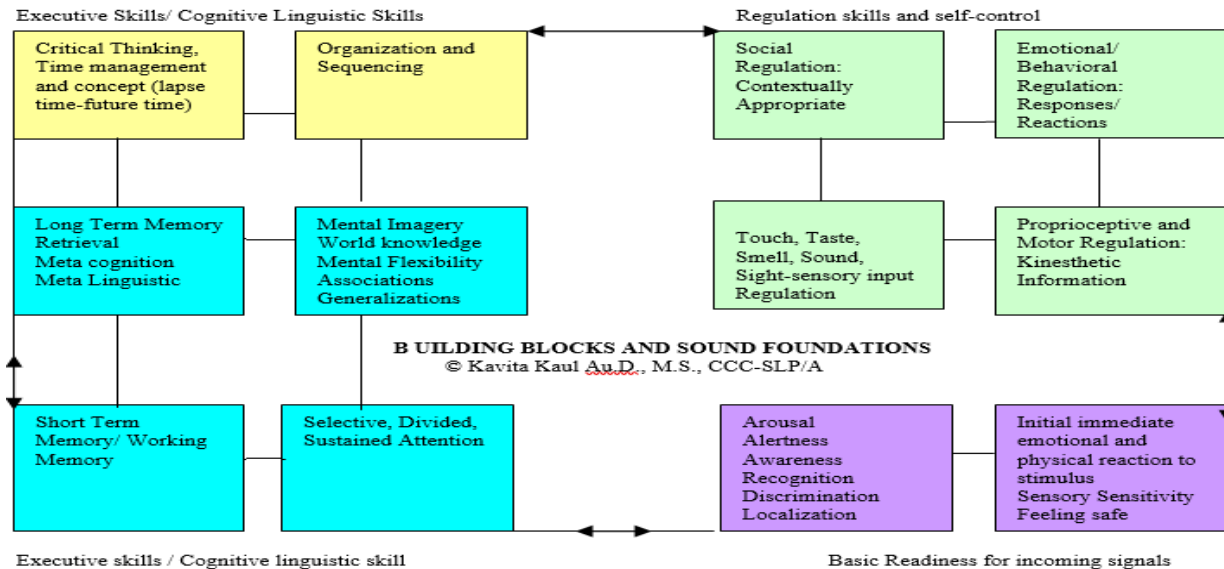 Executive Skills/ Cognitive Linguistic Skills
Regulation skills and self-control
Critical Thinking,
Time management
and concept (lapse
time-future time)
Organization and
Sequencing
Social
Regulation:
Contextually
Appropriate
Emotional/
Behavioral
Regulation:
Responses/
Reactions
Long Term Memory
Retrieval
Meta cognition
Meta Linguistic
Mental Imagery
World knowledge
Mental Flexibility
Associations
Generalizations
Touch, Taste,
Smell, Sound,
Sight-sensory input
Regulation
Proprioceptive and
Motor Regulation:
Kinesthetic
Information
B UILDING BLOCKS AND SOUND FOUNDATIONS
© Kavita Kaul Au.D., M.S., CCC-SLP/A
Short Term
Memory/ Working
Memory
Selective, Divided,
Sustained Attention
Arousal
Alertness
Awareness
Recognition
Discrimination
Localization
Initial immediate
emotional and
physical reaction to
stimulus
Sensory Sensitivity
Feeling safe
Executive skills / Cognitive linguistic skill
Basic Readiness for incoming signals